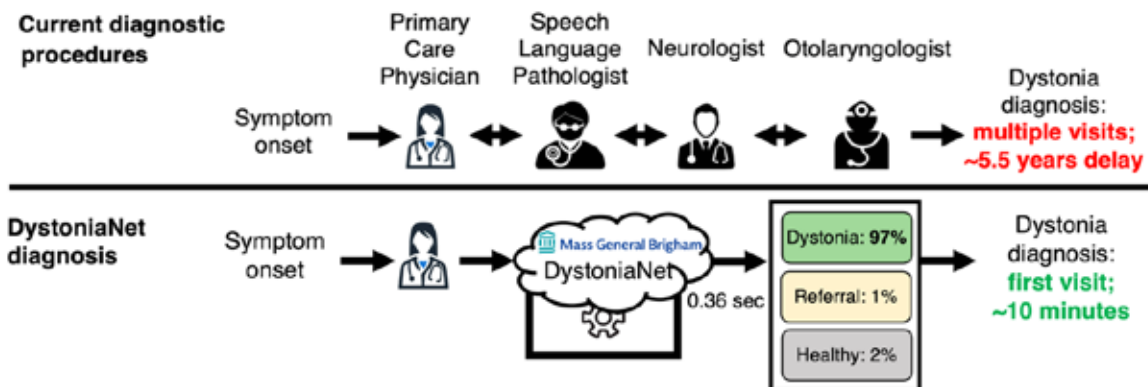 Current diagnostic
procedures
Primary
Care
Physician
Speech
Language
Pathologist
Neurologist
Otolaryngologist
Symptom
onset
Dystonia
diagnosis:
multiple visits;
~5.5 years delay
DystoniaNet
diagnosis
Symptom
onset
Mass General Brigham
DystoniaNet
0.36 sec
Dystonia: 97%
Referral: 1%
Healthy: 2%
Dystonia
diagnosis:
first visit;
~10 minutes